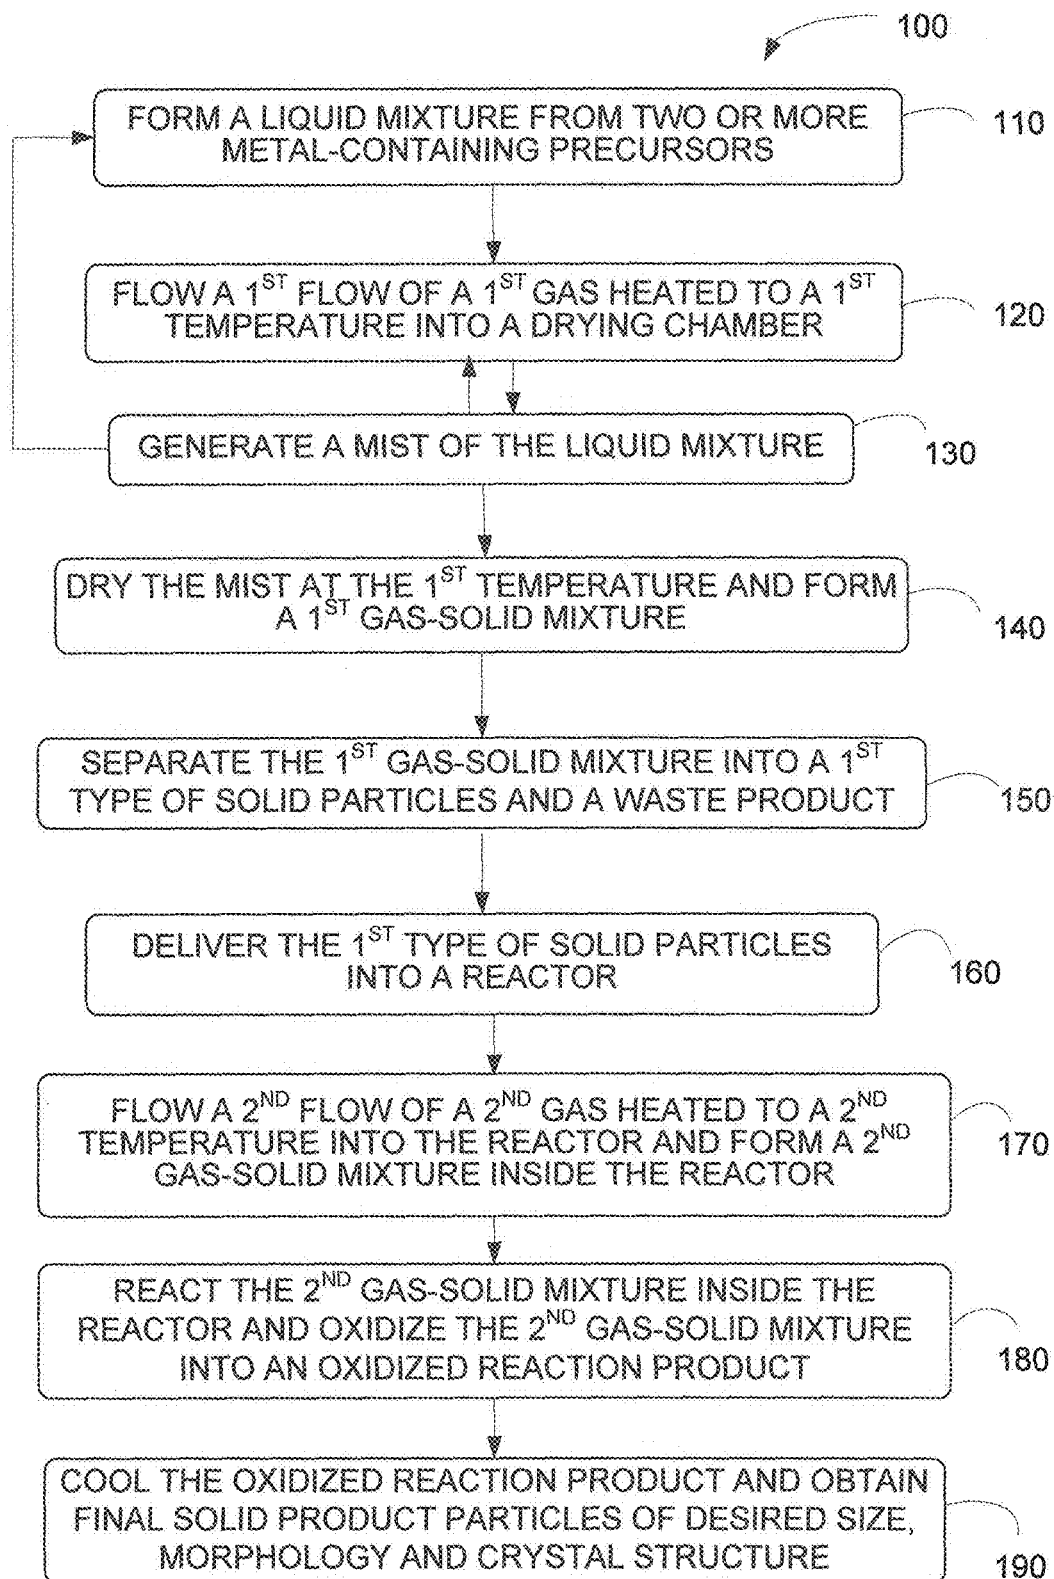 100
FORM A LIQUID MIXTURE FROM TWO OR MORE
METAL-CONTAINING PRECURSORS
110
FLOW A 1ST FLOW OF A 1ST GAS HEATED TO A 1ST
TEMPERATURE INTO A DRYING CHAMBER
120
GENERATE A MIST OF THE LIQUID MIXTURE
130
DRY THE MIST AT THE 1ST TEMPERATURE AND FORM
A 1ST GAS-SOLID MIXTURE
140
SEPARATE THE 1ST GAS-SOLID MIXTURE INTO A 1ST
TYPE OF SOLID PARTICLES AND A WASTE PRODUCT
150
DELIVER THE 1ST TYPE OF SOLID PARTICLES
INTO A REACTOR
160
FLOW A 2ND FLOW OF A 2ND GAS HEATED TO A 2ND
TEMPERATURE INTO THE REACTOR AND FORM A 2ND
GAS-SOLID MIXTURE INSIDE THE REACTOR
170
REACT THE 2ND GAS-SOLID MIXTURE INSIDE THE
REACTOR AND OXIDIZE THE 2ND GAS-SOLID MIXTURE
INTO AN OXIDIZED REACTION PRODUCT
180
COOL THE OXIDIZED REACTION PRODUCT AND OBTAIN
FINAL SOLID PRODUCT PARTICLES OF DESIRED SIZE,
MORPHOLOGY AND CRYSTAL STRUCTURE
190